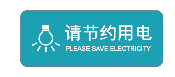 请节约用电
PLEASE SAVE ELECTRICITY